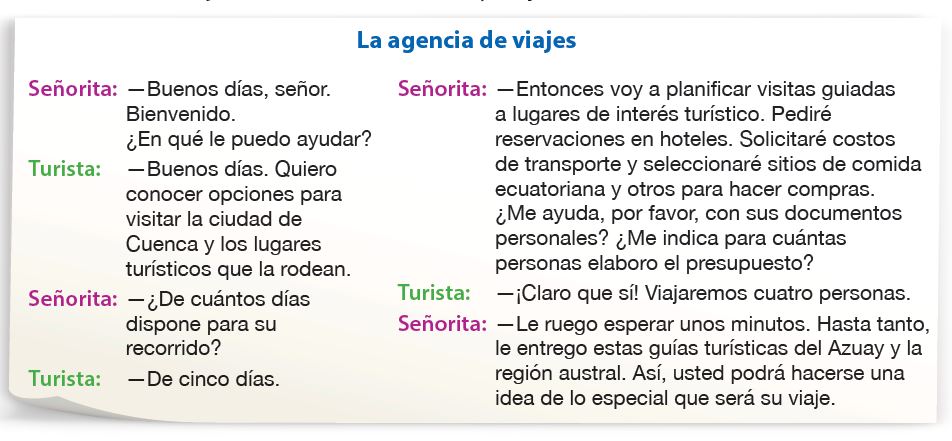 La agencia de viajes
Señorita: —Buenos días, señor.
Bienvenido.
¿En qué le puedo ayudar?
Turista: —Buenos días. Quiero
conocer opciones para
visitar la ciudad de
Cuenca y los lugares
turísticos que la rodean.
Señorita: —¿De cuántos días
dispone para su
recorrido?
Turista: —De cinco días.
Señorita: —Entonces voy a planificar visitas guiadas
a lugares de interés turístico. Pediré
reservaciones en hoteles. Solicitaré costos
de transporte y seleccionaré sitios de comida
ecuatoriana y otros para hacer compras.
¿Me ayuda, por favor, con sus documentos
personales? ¿Me indica para cuántas
personas elaboro el presupuesto?
Turista: —¡Claro que sí! Viajaremos cuatro personas.
Señorita: —Le ruego esperar unos minutos. Hasta tanto,
le entrego estas guías turísticas del Azuay y la
región austral. Así, usted podrá hacerse una
idea de lo especial que será su viaje.